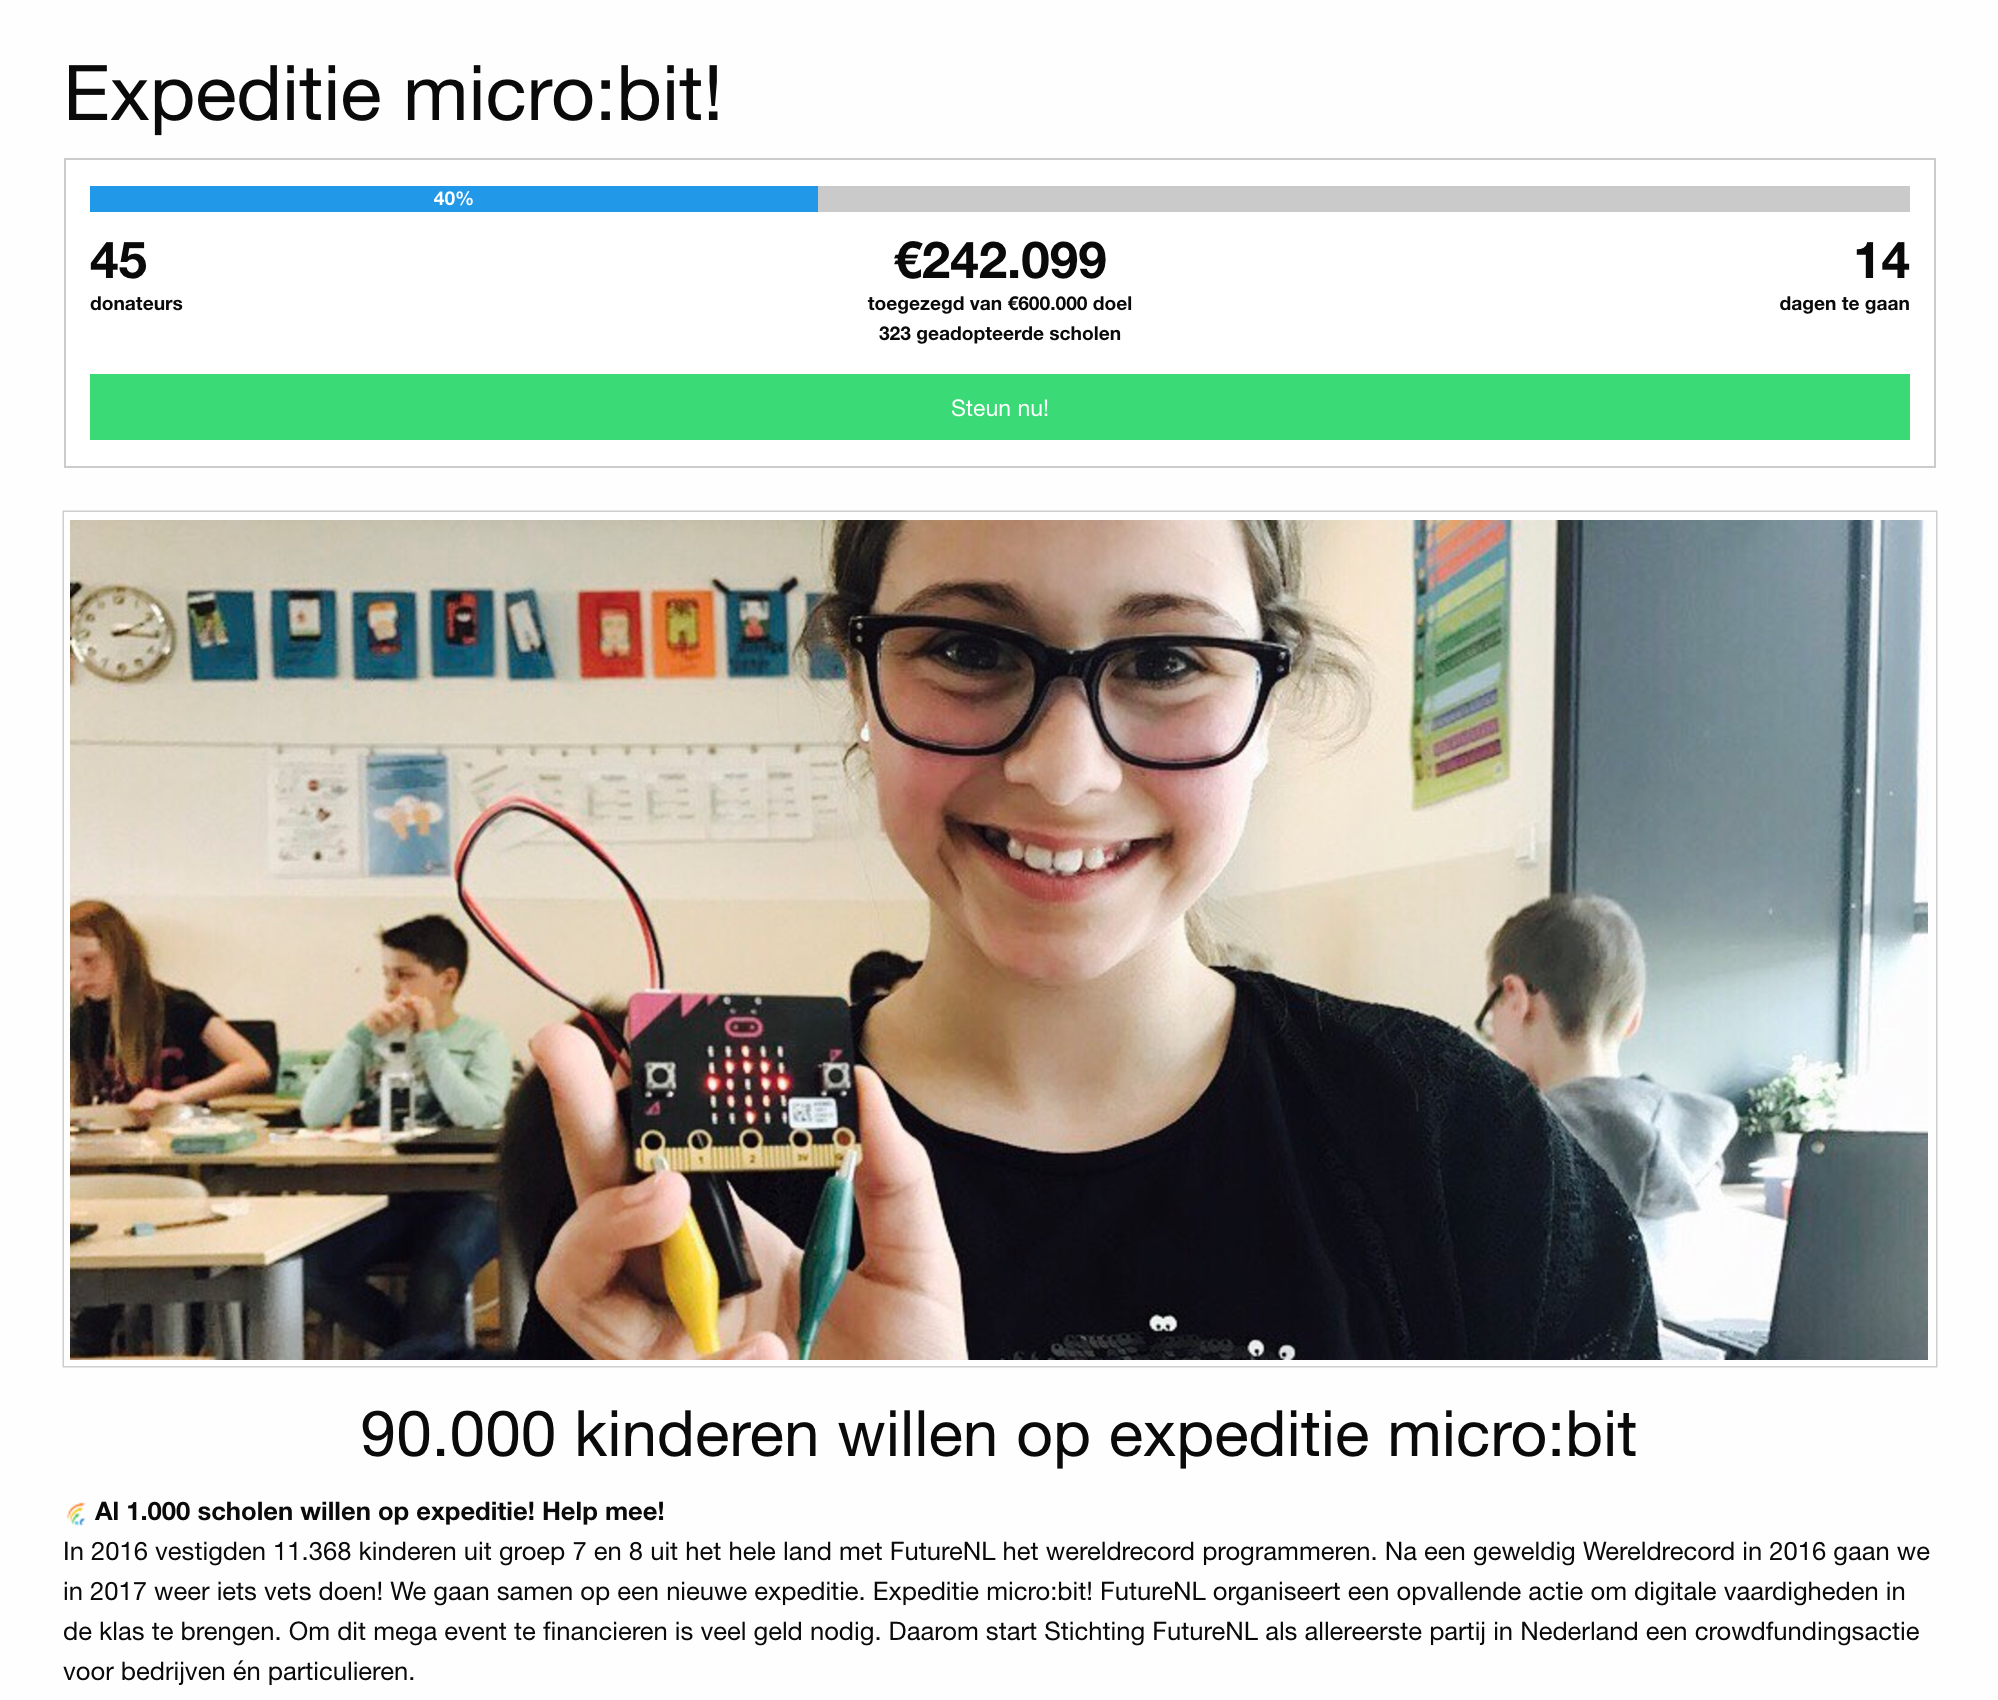 Expeditie micro:bit!
40%
45
donateurs
€242.099
toegezegd van €600.000 doel
323 geadopteerde scholen
14
dagen te gaan
Steun nu!
1
2
3V
90.000 kinderen willen op expeditie micro:bit
Al 1.000 scholen willen op expeditie! Help mee!
In 2016 vestigden 11.368 kinderen uit groep 7 en 8 uit het hele land met FutureNL het wereldrecord programmeren. Na een geweldig Wereldrecord in 2016 gaan we
in 2017 weer iets vets doen! We gaan samen op een nieuwe expeditie. Expeditie micro:bit! FutureNL organiseert een opvallende actie om digitale vaardigheden in
de klas te brengen. Om dit mega event te financieren is veel geld nodig. Daarom start Stichting FutureNL als allereerste partij in Nederland een crowdfundingsactie
voor bedrijven én particulieren.